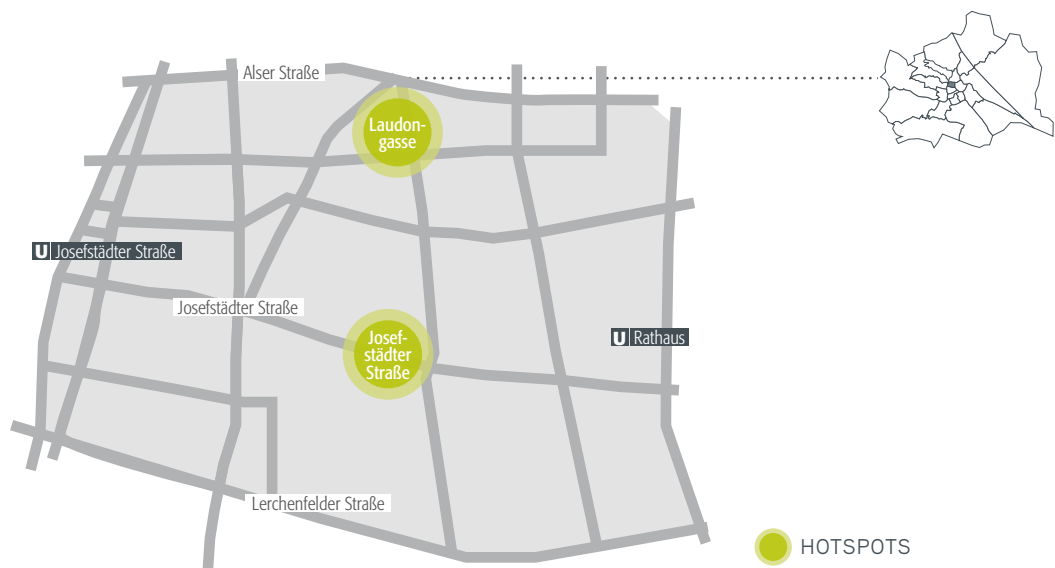 Alser Straße
Laudon-
gasse
U Josefstädter Straße
Josefstädter Straße
Josef-
städter
Straße
U Rathaus
Lerchenfelder Straße
HOTSPOTS